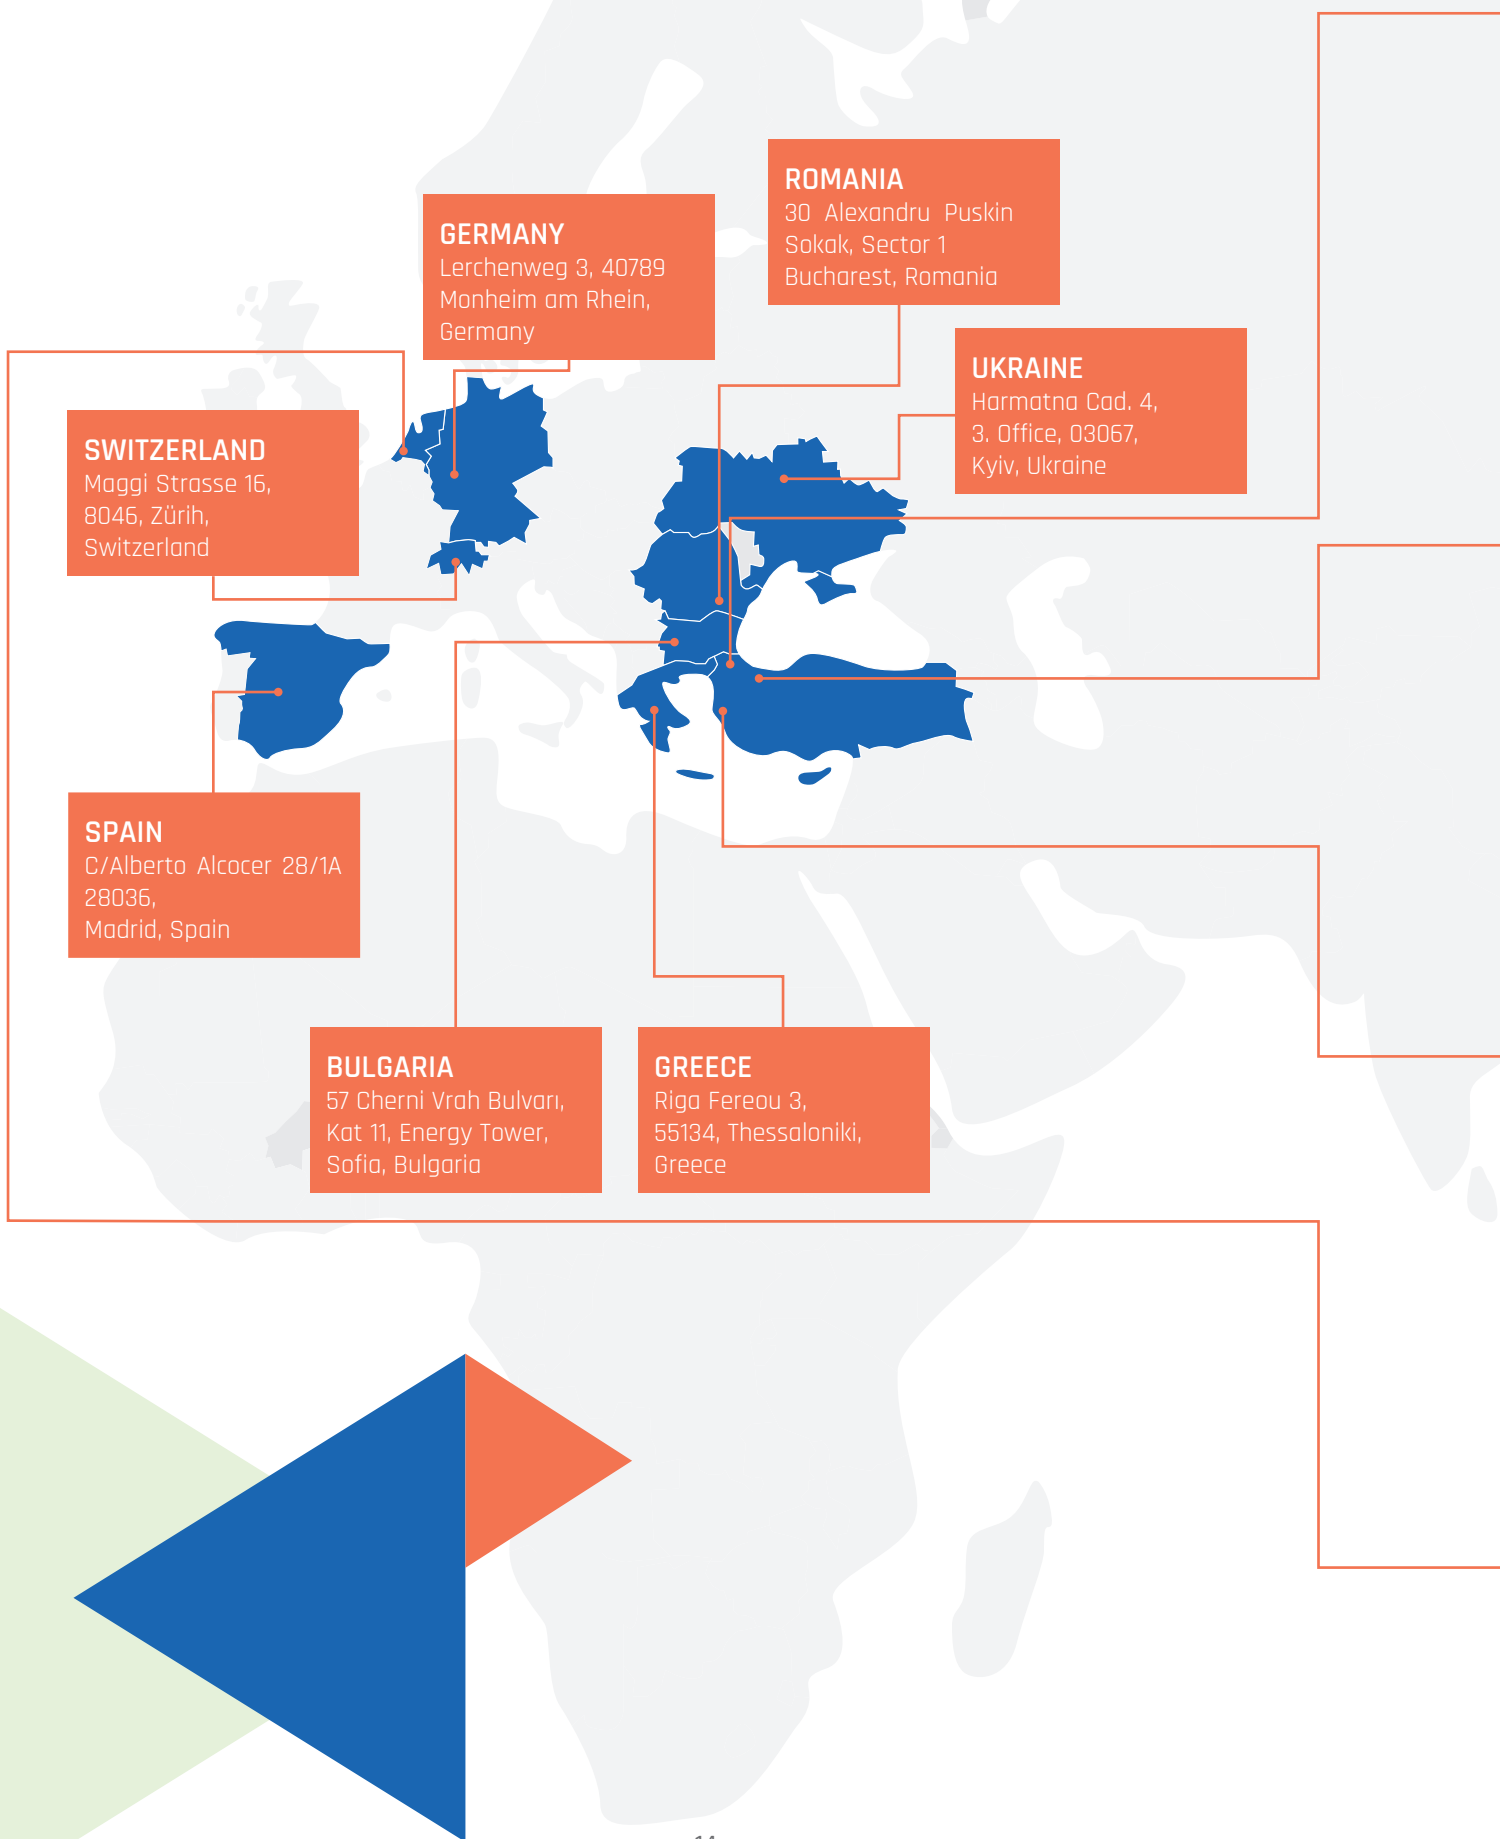 ROMANIA
30 Alexandru Puskin
Sokak, Sector 1
Bucharest, Romania
GERMANY
Lerchenweg 3, 40789
Monheim am Rhein,
Germany
UKRAINE
Harmatna Cad. 4,
3. Office, 03067,
Kyiv, Ukraine
SWITZERLAND
Maggi Strasse 16,
8046, Zürih,
Switzerland
SPAIN
C/Alberto Alcocer 28/1A
28036,
Madrid, Spain
BULGARIA
57 Cherni Vrah Bulvarı,
Kat 11, Energy Tower,
Sofia, Bulgaria
GREECE
Riga Fereou 3,
55134, Thessaloniki,
Greece